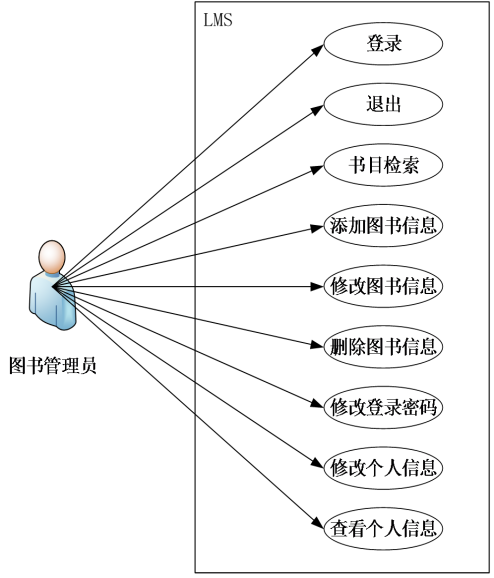 LMS
登录
退出
书目检索
添加图书信息
修改图书信息
删除图书信息
图书管理员
修改登录密码
修改个人信息
查看个人信息